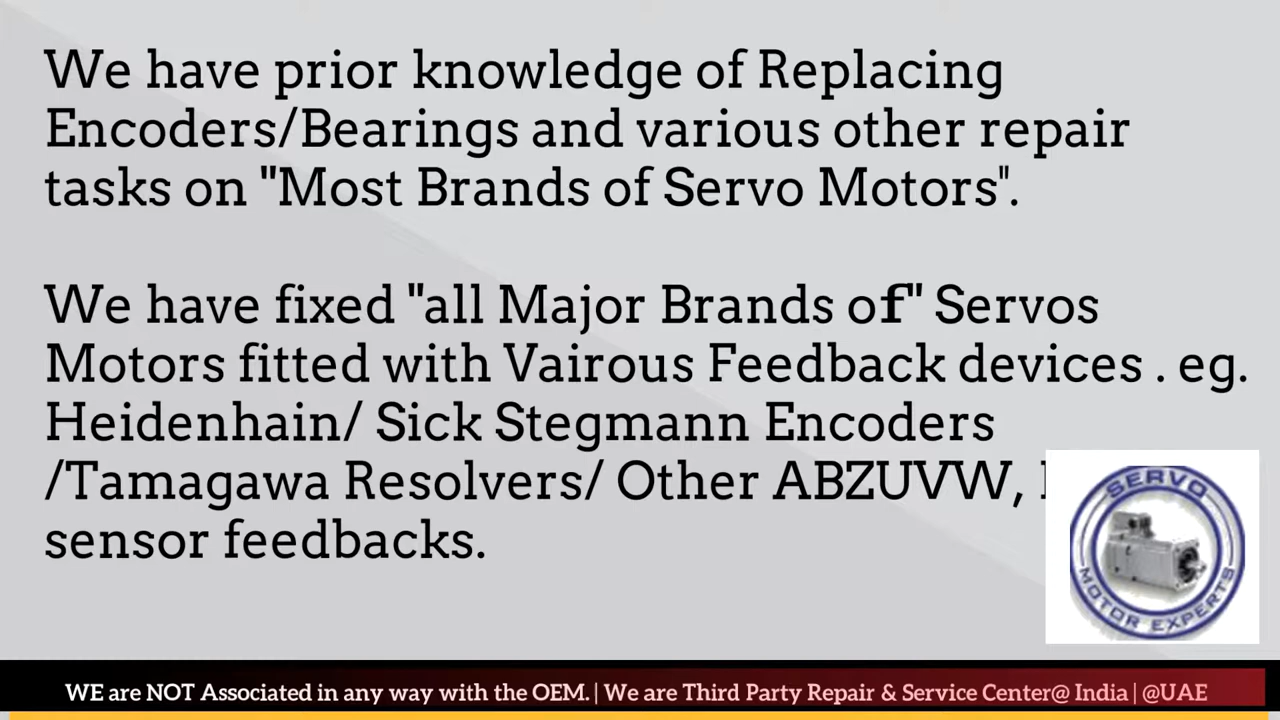 We have prior knowledge of Replacing
Encoders/Bearings and various other repair
tasks on "Most Brands of Servo Motors".
We have fixed "all Major Brands of" Servos
Motors fitted with Vairous Feedback devices . eg.
Heidenhain/ Sick Stegmann Encoders
/Tamagawa Resolvers/ Other ABZUVW,
sensor feedbacks.
SERVO
MOTOR EXPERTS
WE are NOT Associated in any way with the OEM. | We are Third Party Repair & Service Center@ India | @UAE